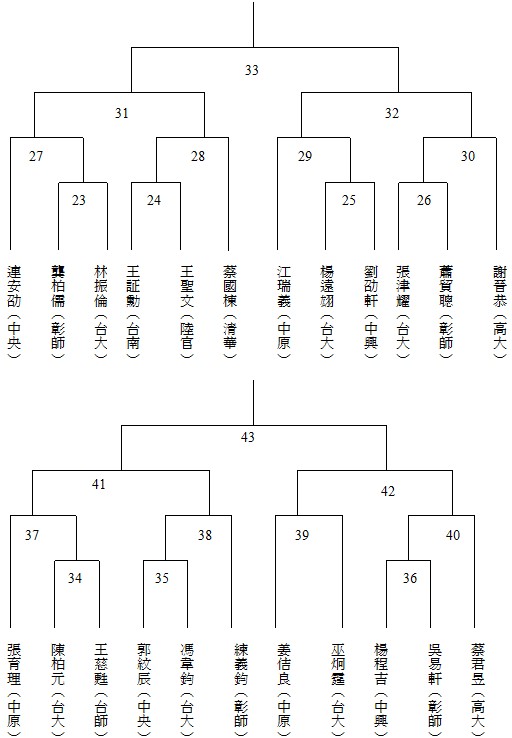 33
31
32
27
28
29
30
23
24
25
26
連安劭（中央）
龔柏儒（彰師）
林振倫（台大）
王証勳（台南）
王聖文（陸官）
蔡國棟（清華）
江瑞義（中原）
楊遠翊（台大）
劉劭軒（中興）
張津耀（台大）
蕭賀聰（彰師）
謝晉恭（高大）
43
41
42
37
38
39
40
34
35
36
張育理（中原）
陳柏元（台大）
王慈甦（台師）
郭紋辰（中央）
馮韋鈞（台大）
練義鈞（彰師）
姜佶良（中原）
巫炯霆（台大）
楊程吉（中興）
吳易軒（彰師）
蔡君昱（高大）